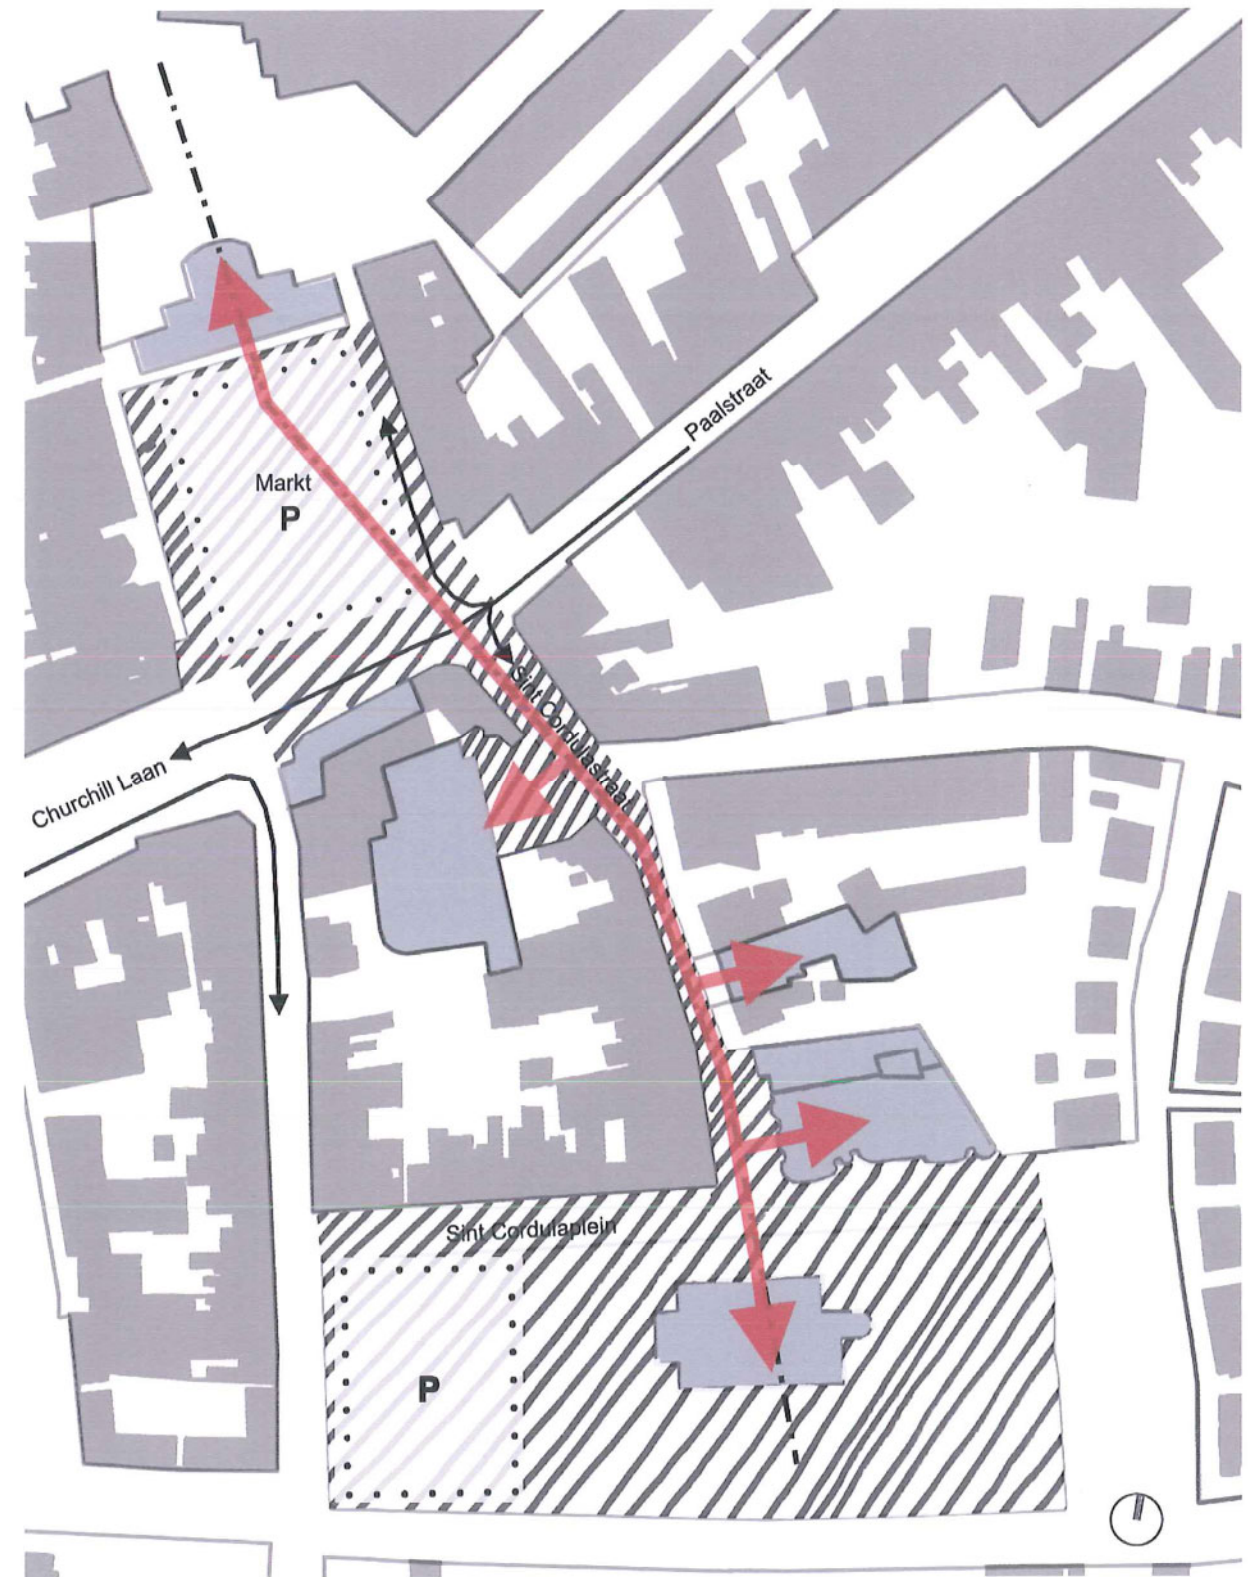 Paalstraat
Markt
P
Sint Cordulastraat
Churchill Laan
Sint Cordulaplein
P